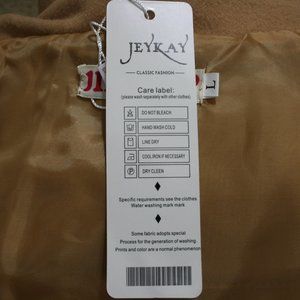 JEYKAY
CLASSIC FASHION
Care label:
(please wash separately with other clothes)
DO NOT BLEACH
HAND WASH COLD
LINE DRY
COOL IRON IF NECESSARY
P
DRY CLEEN
Specific requirements see the clothes
Water washing mark mark
Some fabric adopts special
Process for the generation of washing.
Prints and color are a normal phenomenon
L